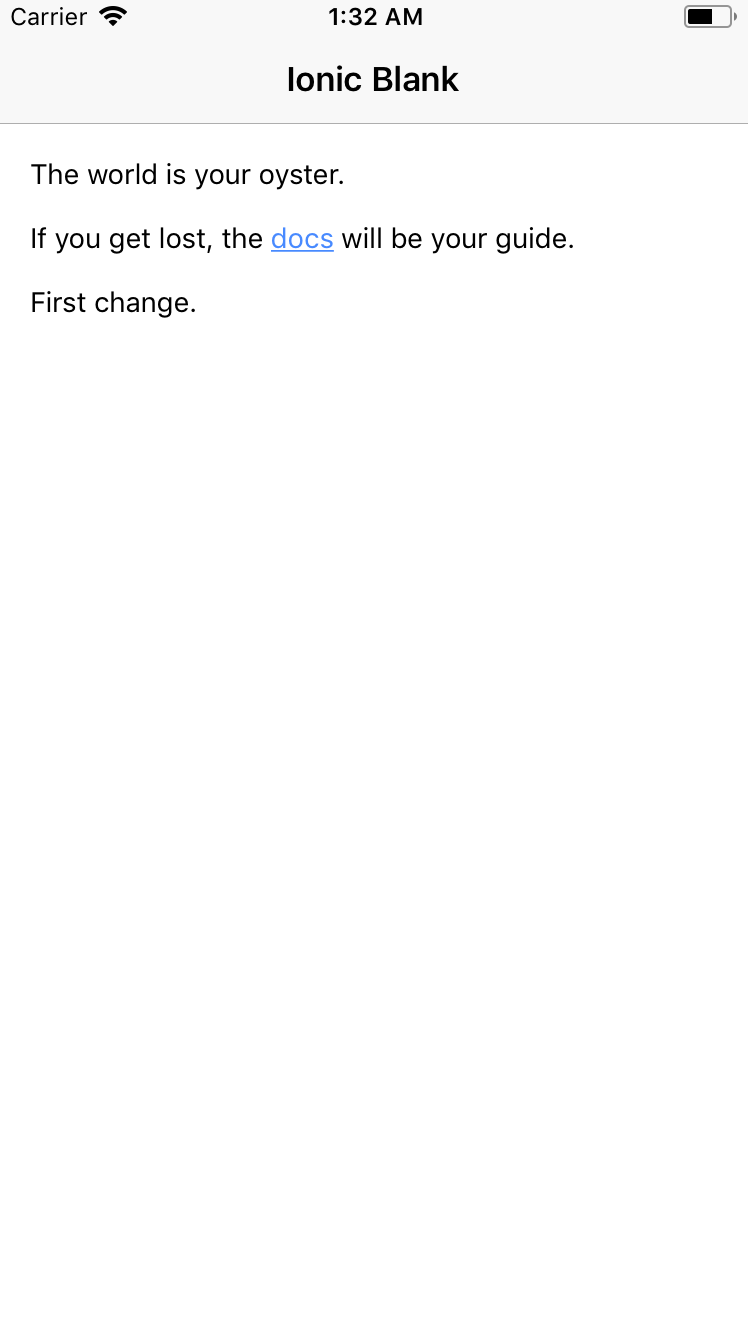 Carrier 1:32 AM
Ionic Blank
The world is your oyster.
If you get lost, the docs will be your guide.
First change.